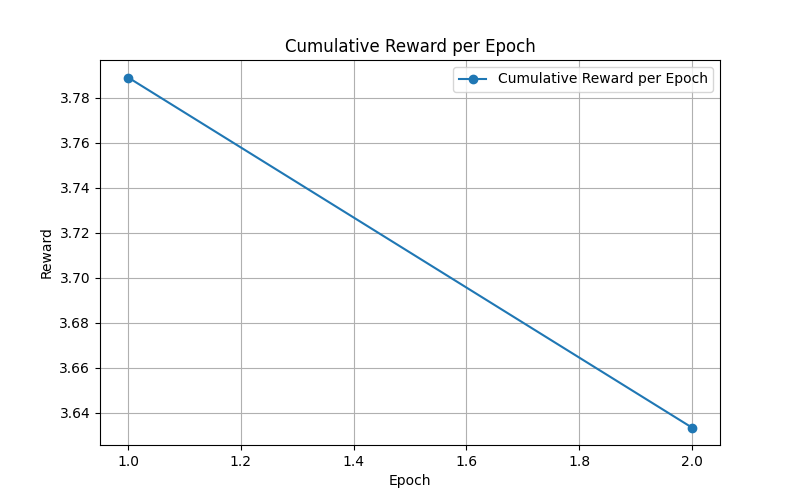 Cumulative Reward per Epoch
Cumulative Reward per Epoch
3.78
3.76
3.74
3.72
3.70
3.68
3.66
3.64
Reward
1.0 1.2 1.4 1.6 1.8 2.0
Epoch